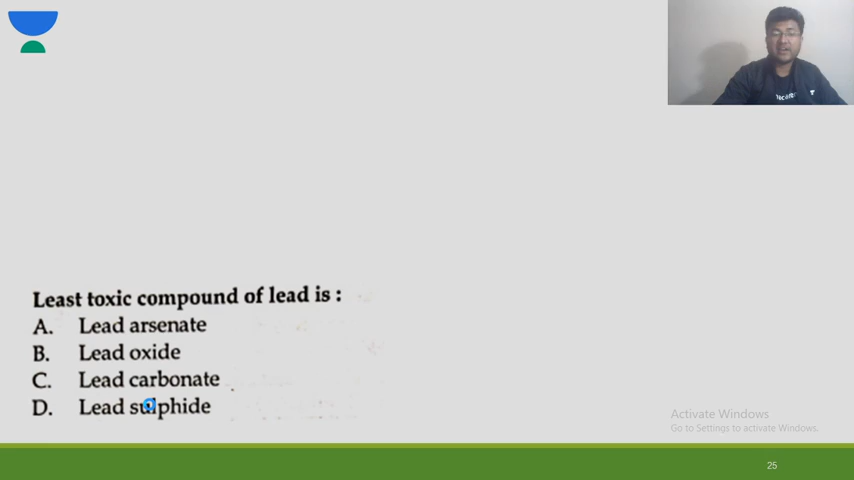 Least toxic compound of lead is :
A. Lead arsenate
B. Lead oxide
C. Lead carbonate
D. Lead sulphide
Activate Windows
Go to Settings to activate Windows.
25